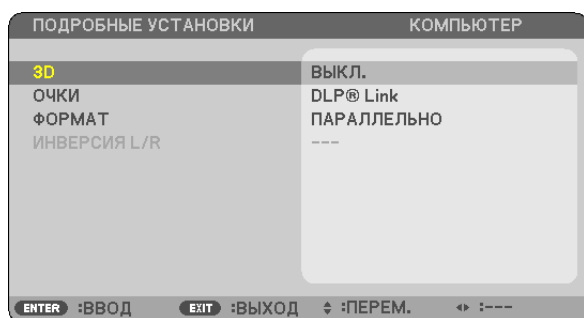 ПОДРОБНЫЕ УСТАНОВКИ КОМПЬЮТЕР
3D ВЫКЛ.
ОЧКИ DLP® Link
ФОРМАТ ПАРАЛЛЕЛЬНО
ИНВЕРСИЯ L/R ---
ENTER :ВВОД EXIT :ВЫХОД :ПЕРЕМ. :---